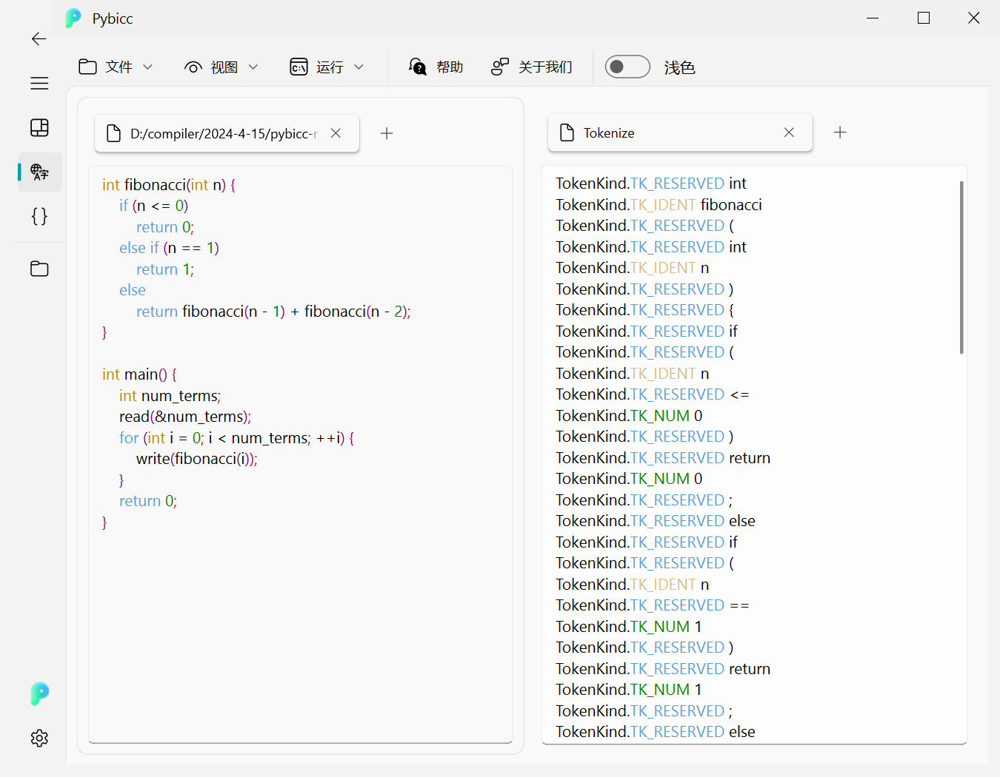 Pybicc
文件 视图 运行 帮助 关于我们 浅色
D:/compiler/2024-4-15/pybicc-
int fibonacci(int n) {
if (n <= 0)
return 0;
else if (n == 1)
return 1;
else
return fibonacci(n - 1) + fibonacci(n - 2);
}
int main() {
int num_terms;
read(&num_terms);
for (int i = 0; i < num_terms; ++i) {
write(fibonacci(i));
}
return 0;
}
Tokenize
TokenKind.TK_RESERVED int
TokenKind.TK_IDENT fibonacci
TokenKind.TK_RESERVED (
TokenKind.TK_RESERVED int
TokenKind.TK_IDENT n
TokenKind.TK_RESERVED )
TokenKind.TK_RESERVED {
TokenKind.TK_RESERVED if
TokenKind.TK_RESERVED (
TokenKind.TK_IDENT n
TokenKind.TK_RESERVED <=
TokenKind.TK_NUM 0
TokenKind.TK_RESERVED )
TokenKind.TK_RESERVED return
TokenKind.TK_NUM 0
TokenKind.TK_RESERVED ;
TokenKind.TK_RESERVED else
TokenKind.TK_RESERVED if
TokenKind.TK_RESERVED (
TokenKind.TK_IDENT n
TokenKind.TK_RESERVED ==
TokenKind.TK_NUM 1
TokenKind.TK_RESERVED )
TokenKind.TK_RESERVED return
TokenKind.TK_NUM 1
TokenKind.TK_RESERVED ;
TokenKind.TK_RESERVED else